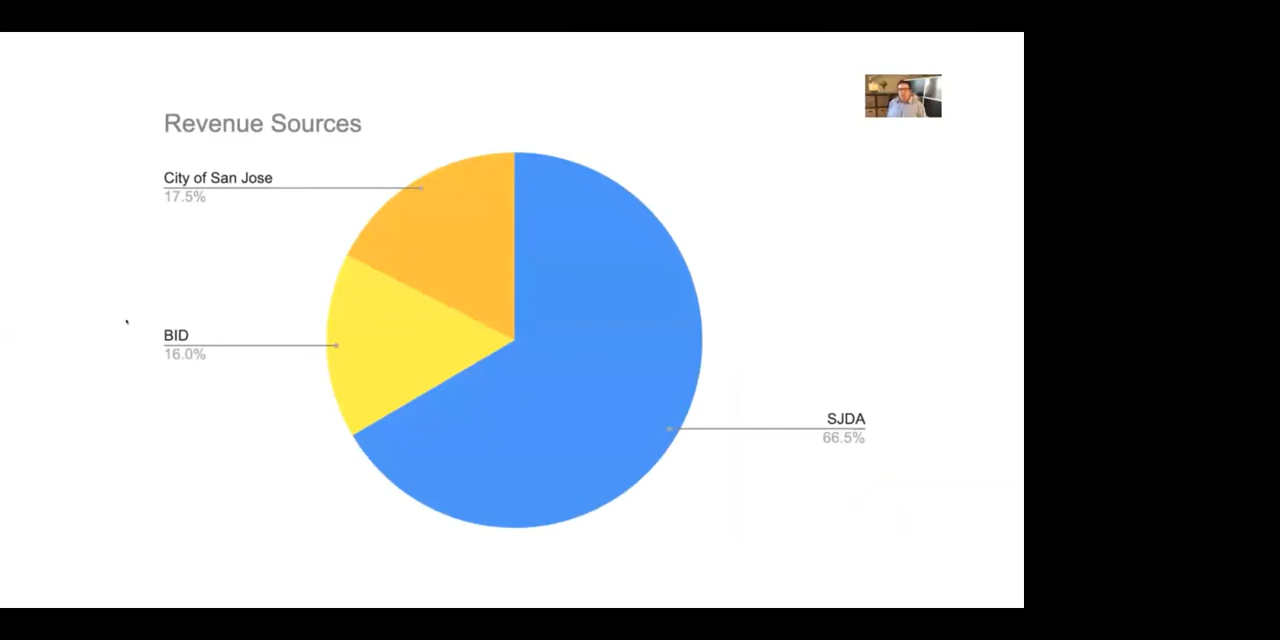 Revenue Sources
City of San Jose
17.5%
BID
16.0%
SJDA
66.5%